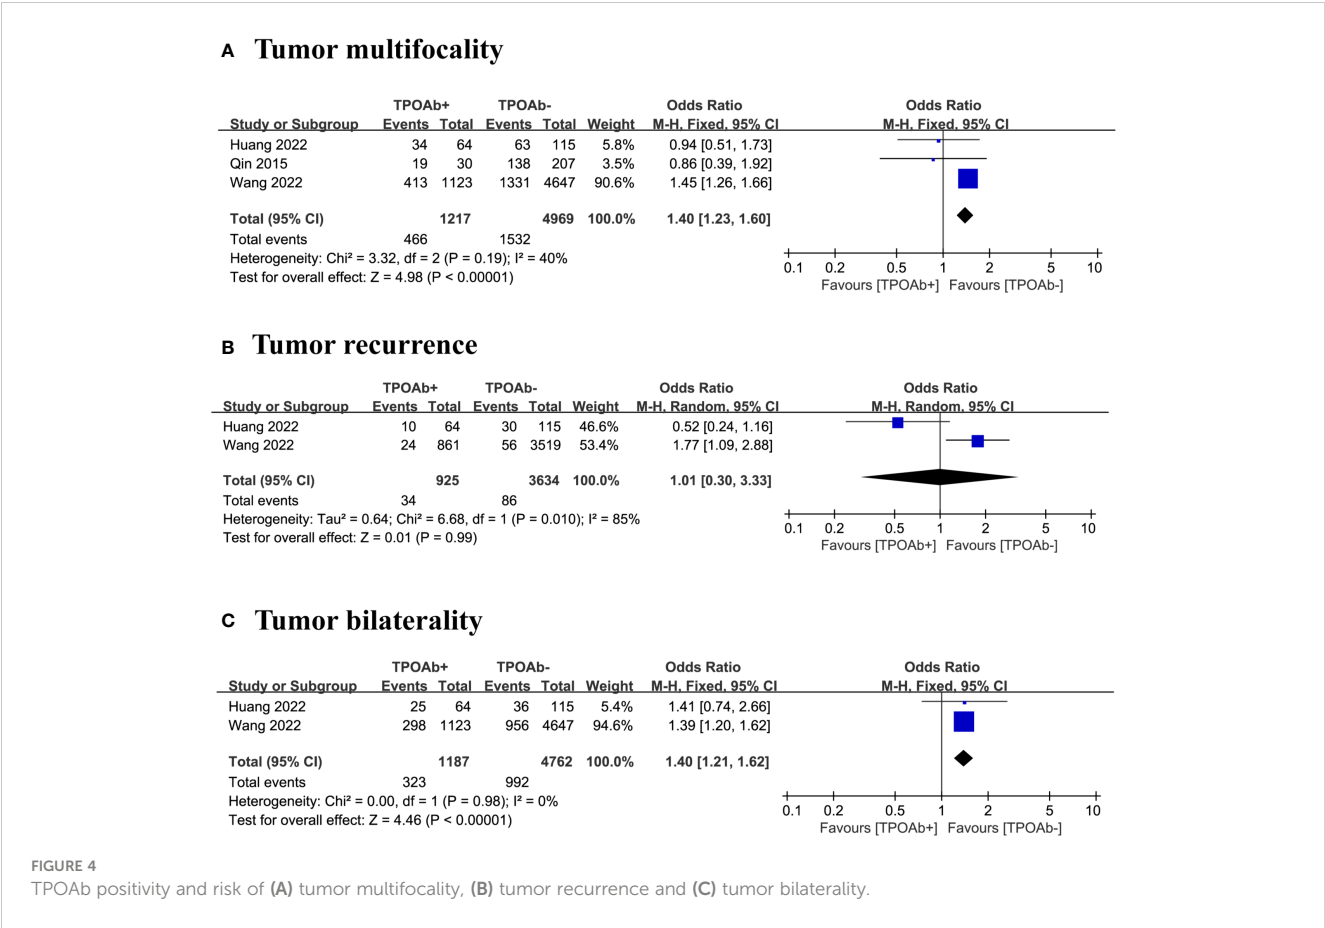 A Tumor multifocality
TPOAb+ TPOAb- Odds Ratio Odds Ratio
Study or Subgroup Events Total Events Total Weight M-H, Fixed, 95% CI M-H, Fixed, 95% CI
Huang 2022 34 64 63 115 5.8% 0.94 [0.51, 1.73]
Qin 2015 19 30 138 207 3.5% 0.86 [0.39, 1.92]
Wang 2022 413 1123 1331 4647 90.6% 1.45 [1.26, 1.66]
Total (95% CI) 1217 4969 100.0% 1.40 [1.23, 1.60]
Total events 466 1532
Heterogeneity: Chi² = 3.32, df = 2 (P = 0.19); I² = 40%
Test for overall effect: Z = 4.98 (P < 0.00001)
0.1 0.2 0.5 1 2 5 10
Favours [TPOAb+] Favours [TPOAb-]
B Tumor recurrence
TPOAb+ TPOAb- Odds Ratio Odds Ratio
Study or Subgroup Events Total Events Total Weight M-H, Random, 95% CI M-H, Random, 95% CI
Huang 2022 10 64 30 115 46.6% 0.52 [0.24, 1.16]
Wang 2022 24 861 56 3519 53.4% 1.77 [1.09, 2.88]
Total (95% CI) 925 3634 100.0% 1.01 [0.30, 3.33]
Total events 34 86
Heterogeneity: Tau² = 0.64; Chi² = 6.68, df = 1 (P = 0.010); I² = 85%
Test for overall effect: Z = 0.01 (P = 0.99)
0.1 0.2 0.5 1 2 5 10
Favours [TPOAb+] Favours [TPOAb-]
C Tumor bilaterality
TPOAb+ TPOAb- Odds Ratio Odds Ratio
Study or Subgroup Events Total Events Total Weight M-H, Fixed, 95% CI M-H, Fixed, 95% CI
Huang 2022 25 64 36 115 5.4% 1.41 [0.74, 2.66]
Wang 2022 298 1123 956 4647 94.6% 1.39 [1.20, 1.62]
Total (95% CI) 1187 4762 100.0% 1.40 [1.21, 1.62]
Total events 323 992
Heterogeneity: Chi² = 0.00, df = 1 (P = 0.98); I² = 0%
Test for overall effect: Z = 4.46 (P < 0.00001)
0.1 0.2 0.5 1 2 5 10
Favours [TPOAb+] Favours [TPOAb-]
FIGURE 4
TPOAb positivity and risk of (A) tumor multifocality, (B) tumor recurrence and (C) tumor bilaterality.